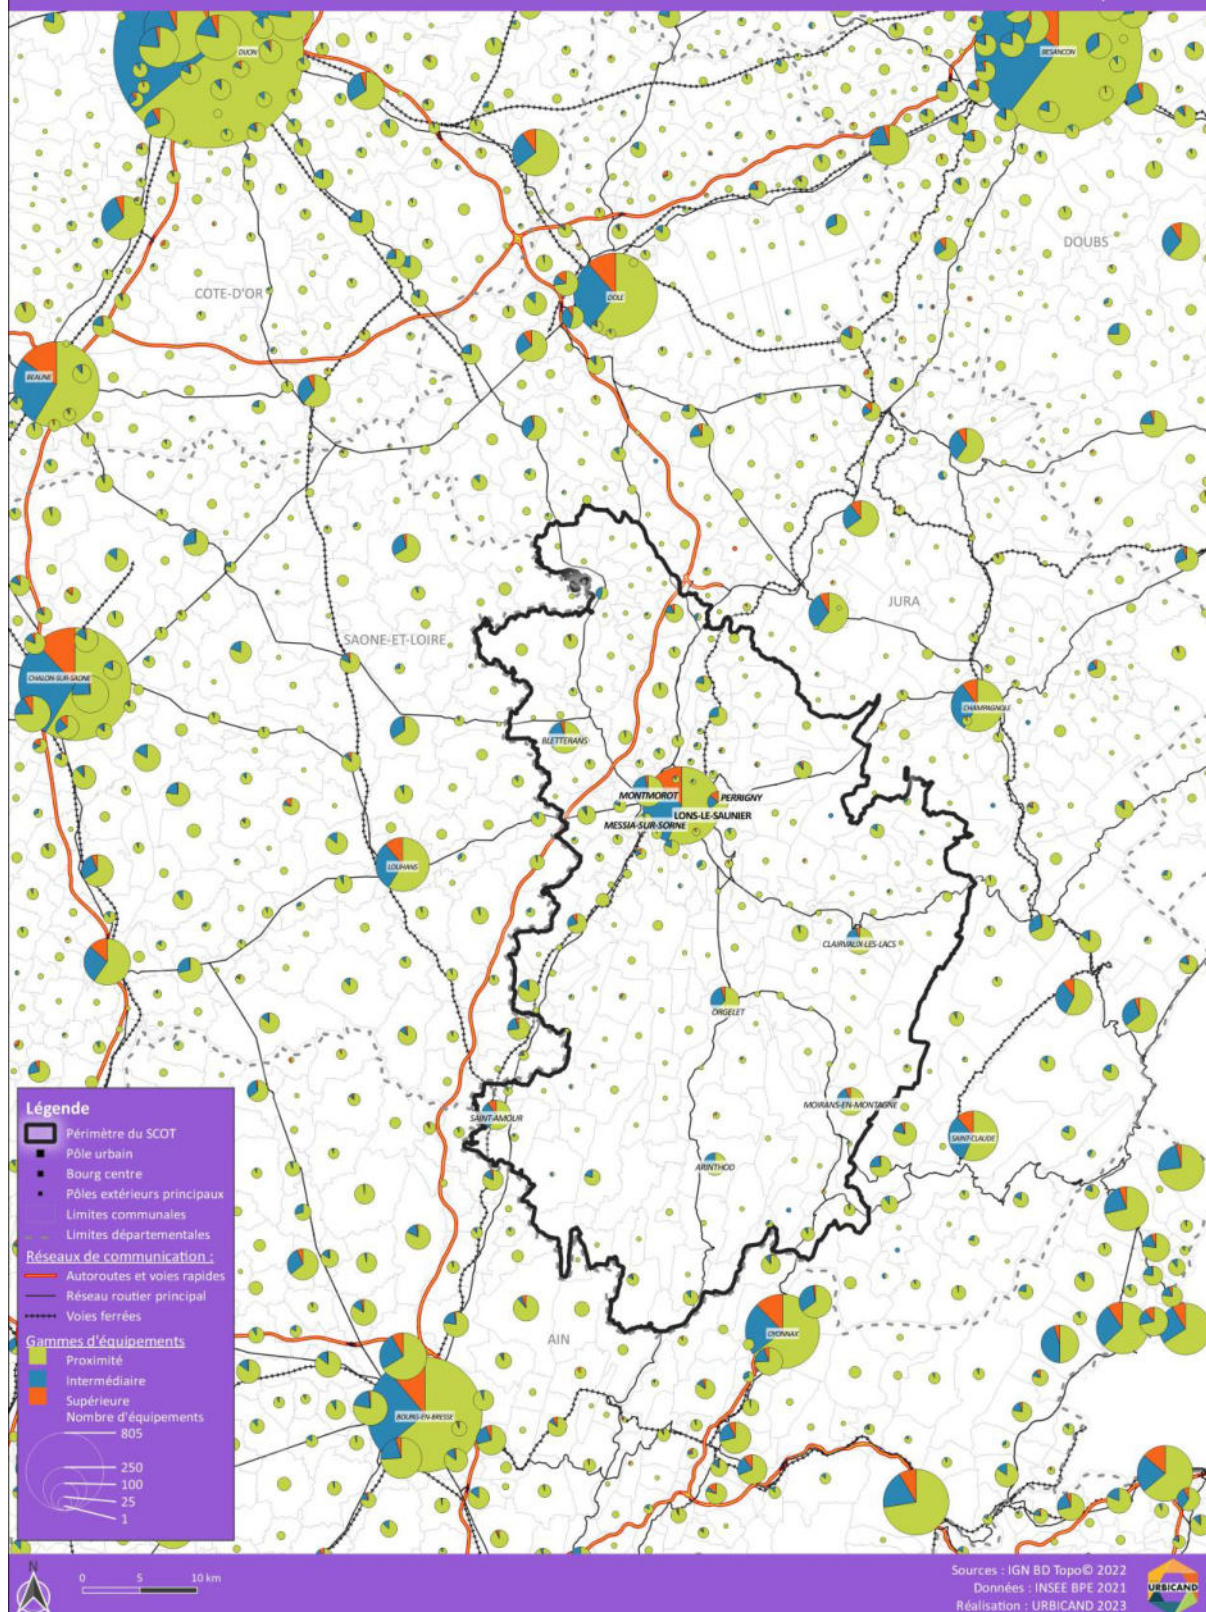 DIJON
BESANCON
DOUBS
COTE-D'OR
DOLE
BEAUNE
JURA
SAONE-ET-LOIRE
CHALON-SUR-SAONE
CHAMPAGNOLE
BLETTERANS
MONTMOROT
PERRIGNY
LONS-LE-SAUNIER
MESSIA-SUR-SORNE
LOUHANS
CLAIRVAUX-LES-LACS
ORGELET
MOIRANS-EN-MONTAGNE
SAINT-AMOUR
SAINT-CLAUDE
ARINTHOD
OYONNAX
AIN
BOURG-EN-BRESSE
Légende
Périmètre du SCOT
Pôle urbain
Bourg centre
Pôles extérieurs principaux
Limites communales
Limites départementales
Réseaux de communication :
Autoroutes et voies rapides
Réseau routier principal
Voies ferrées
Gammes d'équipements
Proximité
Intermédiaire
Supérieure
Nombre d'équipements
805
250
100
25
1
N
0 5 10 km
Sources : IGN BD Topo© 2022
Données : INSEE BPE 2021
Réalisation : URBICAND 2023
URBICAND